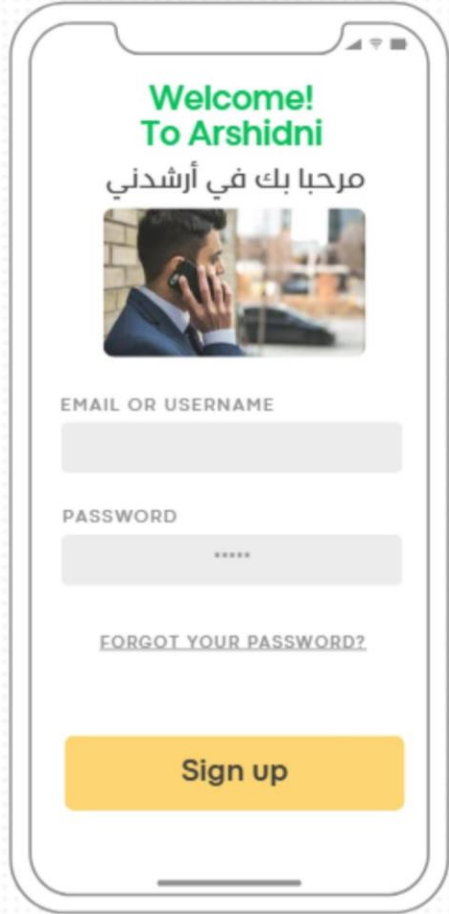 Welcome!
To Arshidni
مرحبا بك في أرشدني
EMAIL OR USERNAME
PASSWORD
*****
FORGOT YOUR PASSWORD?
Sign up